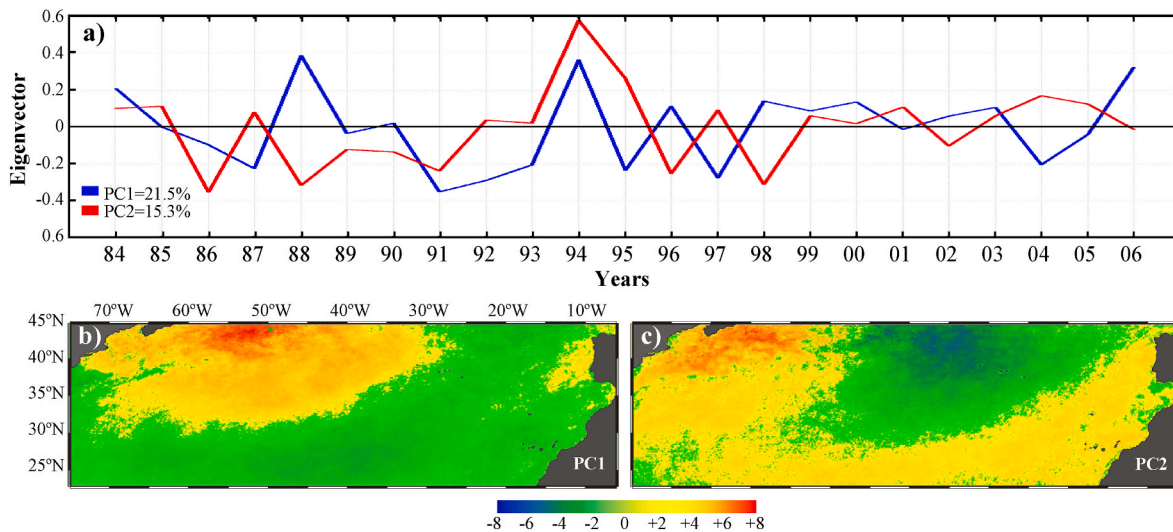 a)
Eigenvector
0.6
0.4
0.2
0
-0.2
-0.4
0.6
PC1=21.5%
PC2=15.3%
84 85 86 87 88 89 90 91 92 93 94 95 96 97 98 99 00 01 02 03 04 05 06
Years
70ºW 60ºW 50ºW 40ºW 30ºW 20ºW 10ºW
45ºN
40ºN
35ºN
30ºN
25ºN
b)
PC1
c)
PC2
-8 -6 -4 -2 0 +2 +4 +6 +8